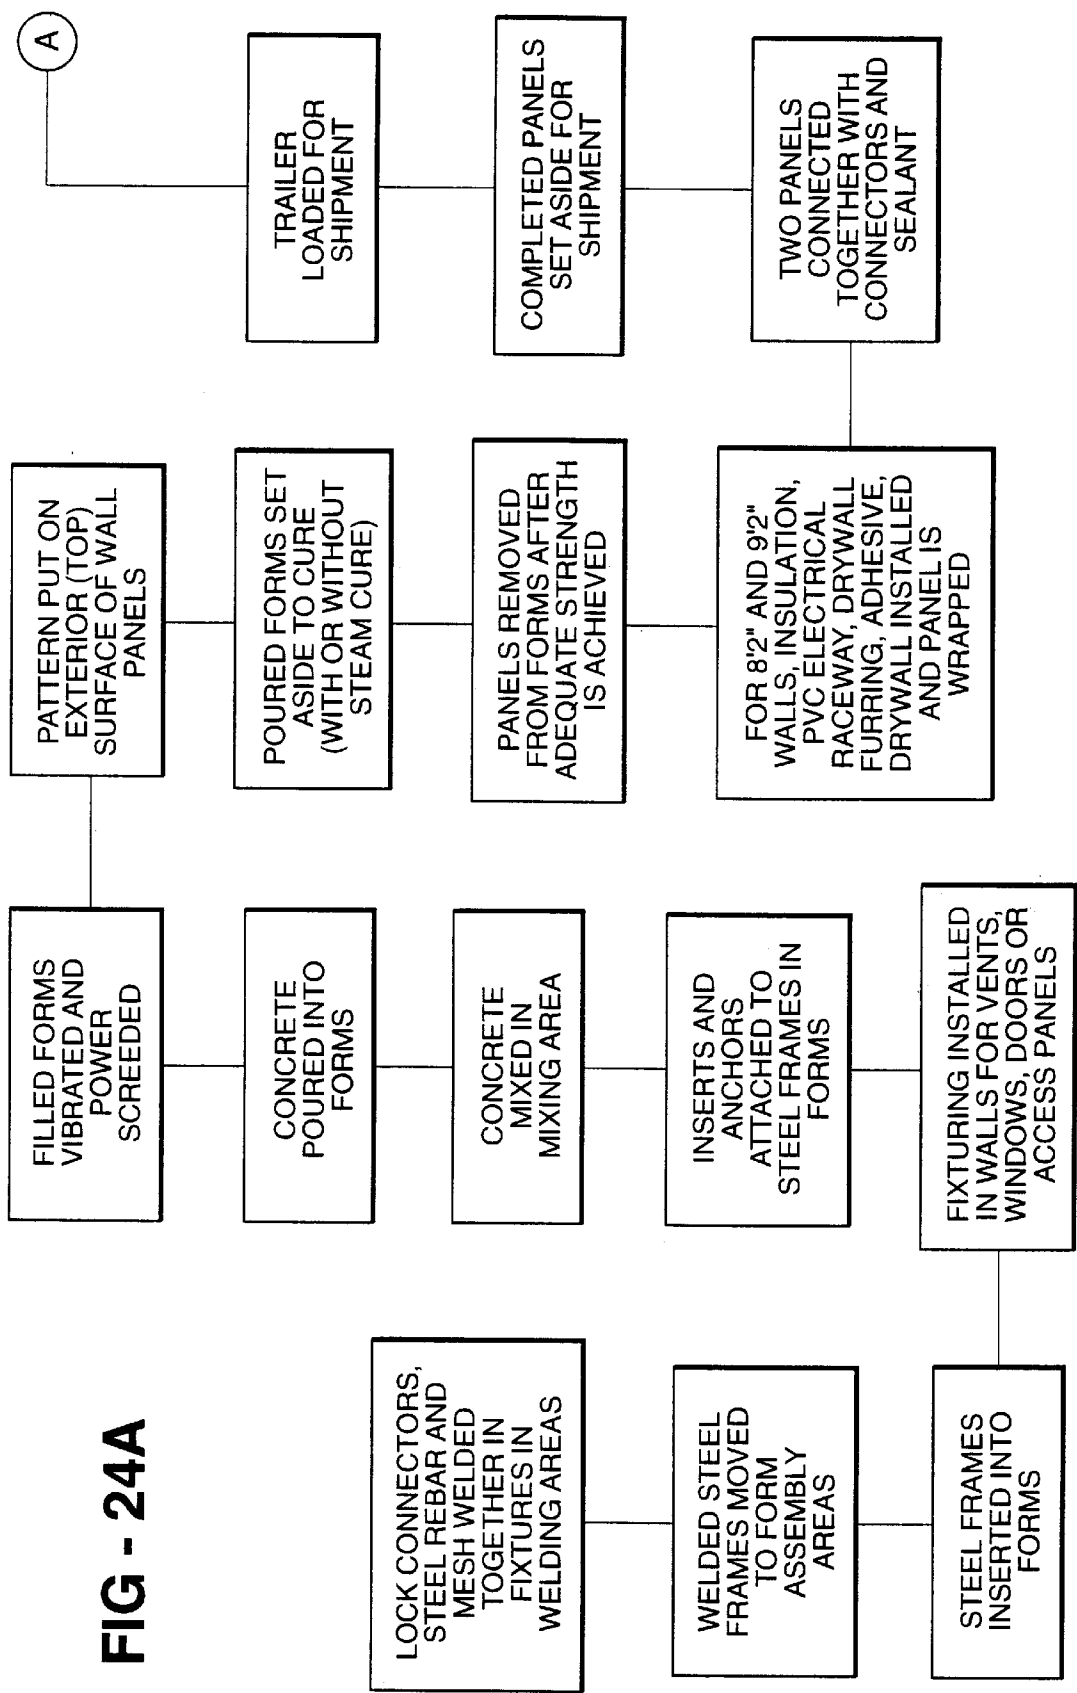 FIG - 24A
LOCK CONNECTORS,
STEEL REBAR AND
MESH WELDED
TOGETHER IN
FIXTURES IN
WELDING AREAS
WELDED STEEL
FRAMES MOVED
TO FORM
ASSEMBLY
AREAS
STEEL FRAMES
INSERTED INTO
FORMS
FIXTURING INSTALLED
IN WALLS FOR VENTS,
WINDOWS, DOORS OR
ACCESS PANELS
INSERTS AND
ANCHORS
ATTACHED TO
STEEL FRAMES IN
FORMS
CONCRETE
MIXED IN
MIXING AREA
CONCRETE
POURED INTO
FORMS
FILLED FORMS
VIBRATED AND
POWER
SCREEDED
PATTERN PUT ON
EXTERIOR (TOP)
SURFACE OF WALL
PANELS
POURED FORMS SET
ASIDE TO CURE
(WITH OR WITHOUT
STEAM CURE)
PANELS REMOVED
FROM FORMS AFTER
ADEQUATE STRENGTH
IS ACHIEVED
FOR 8'2" AND 9'2"
WALLS, INSULATION,
PVC ELECTRICAL
RACEWAY, DRYWALL
FURRING, ADHESIVE,
DRYWALL INSTALLED
AND PANEL IS
WRAPPED
TWO PANELS
CONNECTED
TOGETHER WITH
CONNECTORS AND
SEALANT
COMPLETED PANELS
SET ASIDE FOR
SHIPMENT
TRAILER
LOADED FOR
SHIPMENT
A